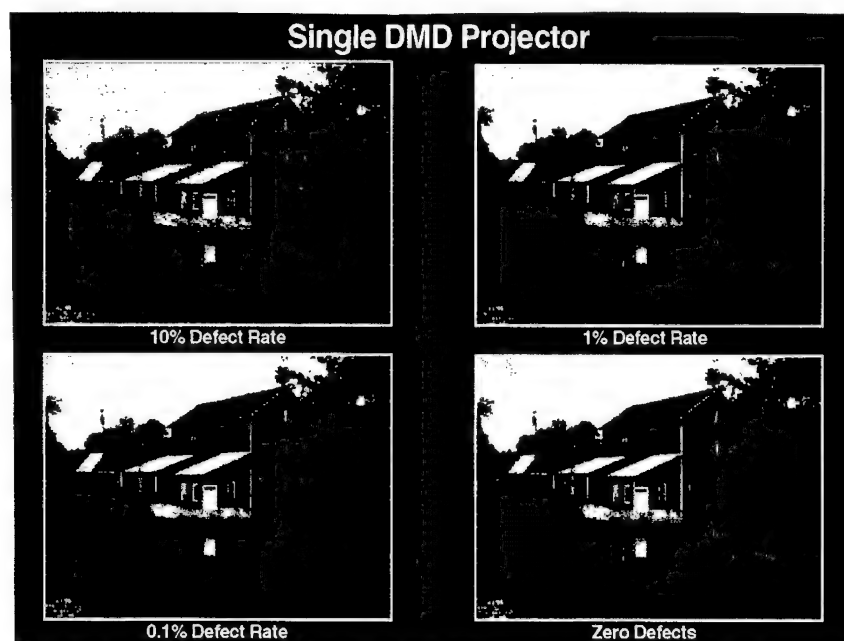 Single DMD Projector
10% Defect Rate
1% Defect Rate
0.1% Defect Rate
Zero Defects